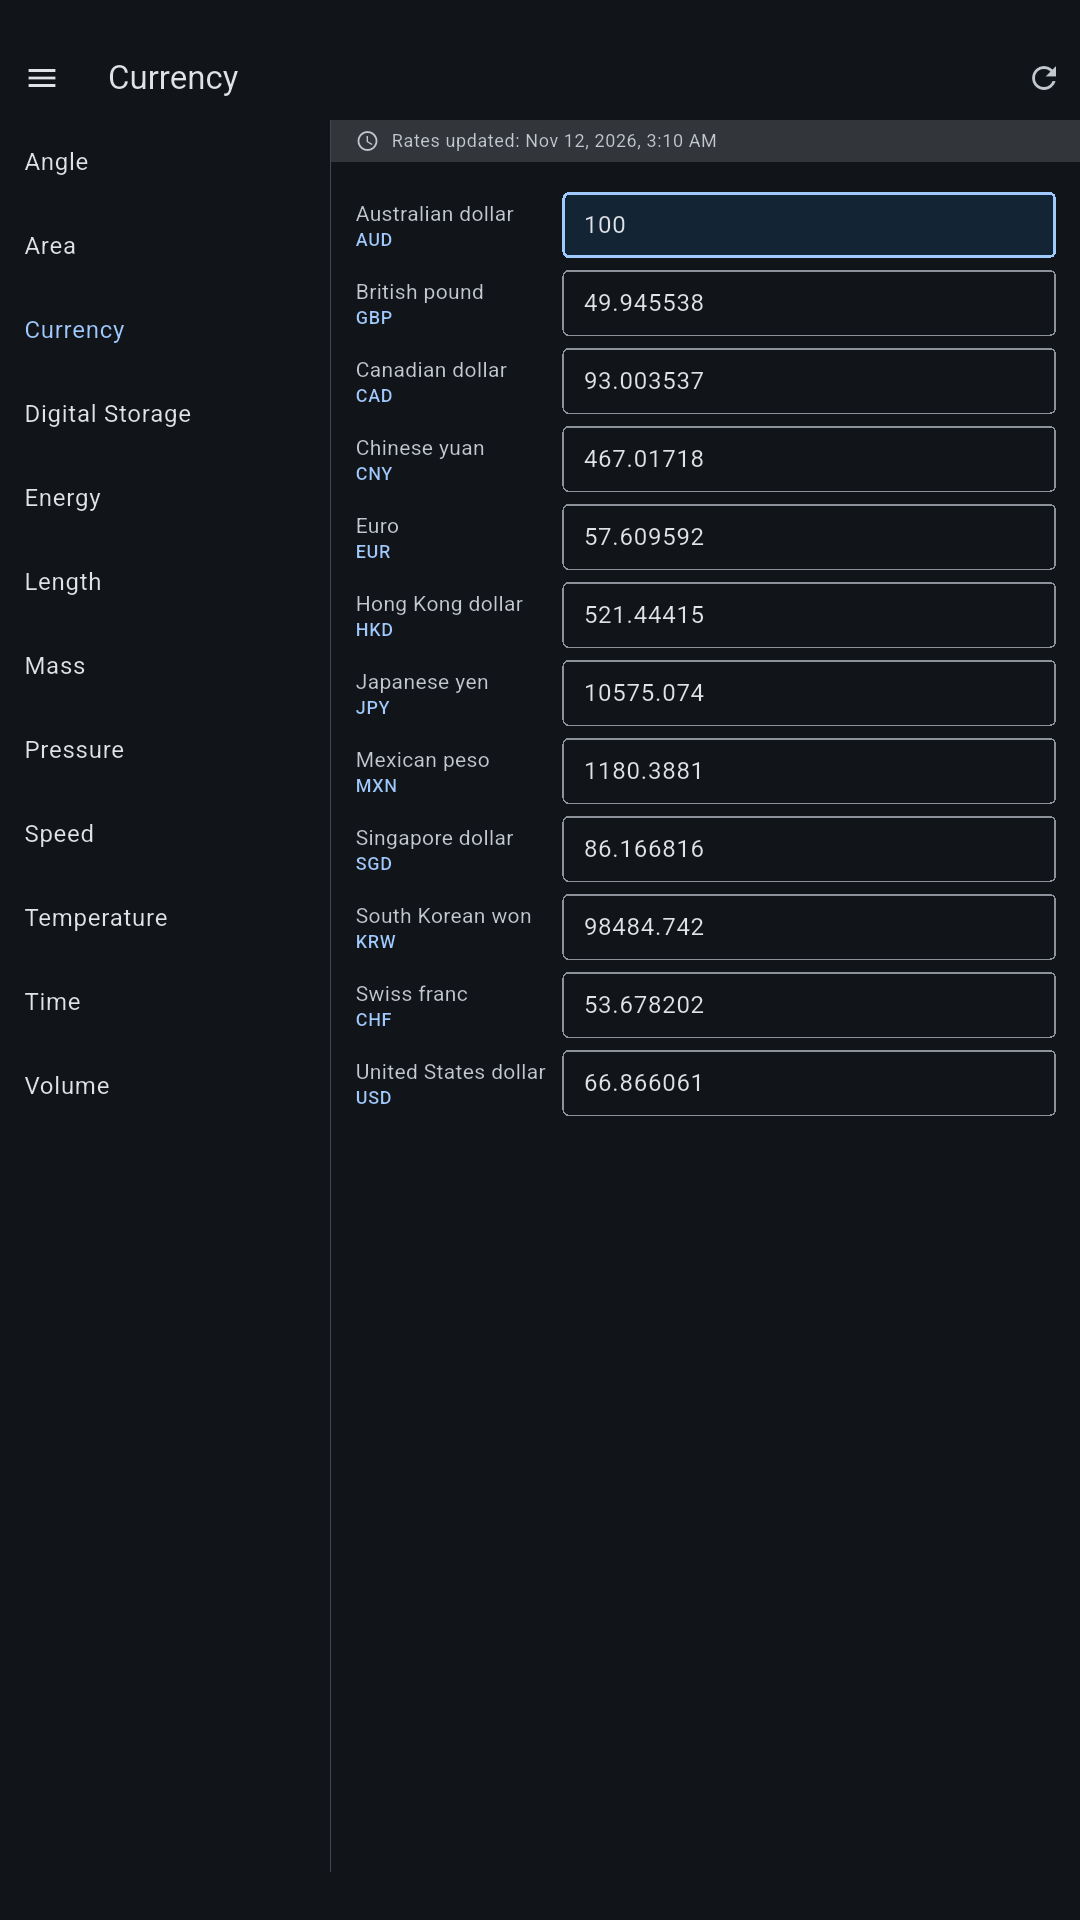 Currency
Angle
Area
Currency
Digital Storage
Energy
Length
Mass
Pressure
Speed
Temperature
Time
Volume
Rates updated: Nov 12, 2026, 3:10 AM
Australian dollar
AUD
100
British pound
GBP
49.945538
Canadian dollar
CAD
93.003537
Chinese yuan
CNY
467.01718
Euro
EUR
57.609592
Hong Kong dollar
HKD
521.44415
Japanese yen
JPY
10575.074
Mexican peso
MXN
1180.3881
Singapore dollar
SGD
86.166816
South Korean won
KRW
98484.742
Swiss franc
CHF
53.678202
United States dollar
USD
66.866061